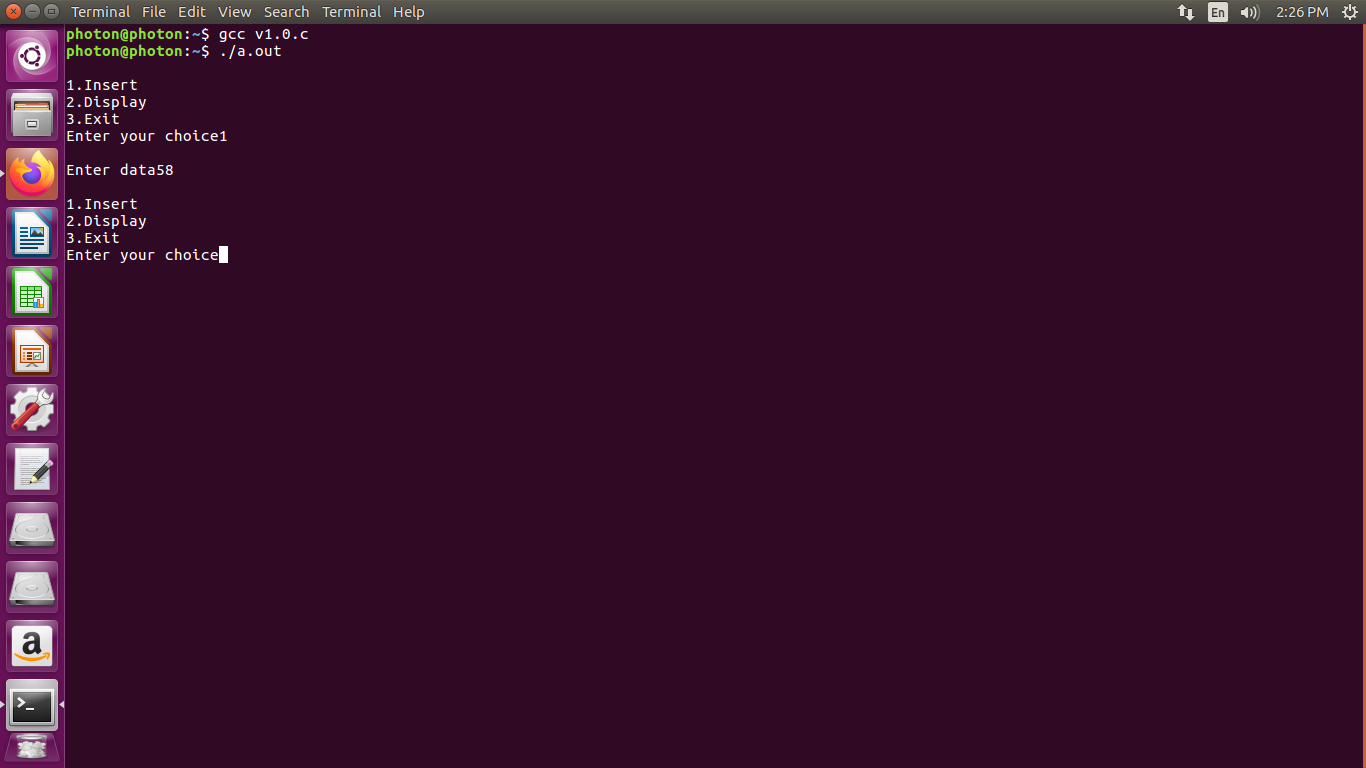 Terminal File Edit View Search Terminal Help En 2:26 PM
photon@photon:~$ gcc v1.0.c
photon@photon:~$ ./a.out
1.Insert
2.Display
3.Exit
Enter your choice1
Enter data58
1.Insert
2.Display
3.Exit
Enter your choice
a
>_